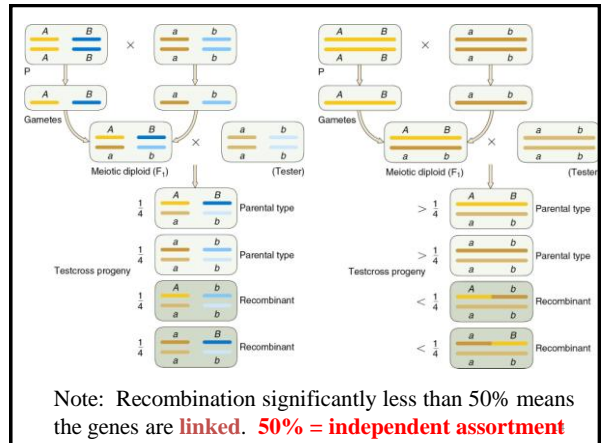 A B × a b
A B a b
P
A B a b
Gametes
A B × a b
a b a b
Meiotic diploid (F₁) (Tester)
1/4 A B Parental type
a b
1/4 a b Parental type
a b
Testcross progeny
1/4 A b Recombinant
a b
1/4 a B Recombinant
a b
A B × a b
A B a b
P
A B a b
Gametes
A B × a b
a b a b
Meiotic diploid (F₁) (Tester)
> 1/4 A B Parental type
a b
> 1/4 a b Parental type
a b
Testcross progeny
< 1/4 A b Recombinant
a b
< 1/4 a B Recombinant
a b
Note: Recombination significantly less than 50% means
the genes are linked. 50% = independent assortment